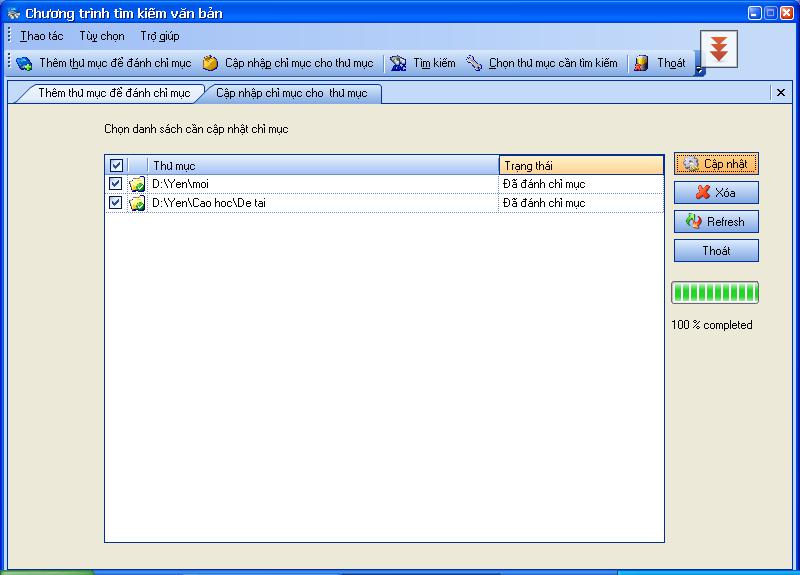 Chương trình tìm kiếm văn bản
Thao tác Tùy chọn Trợ giúp
Thêm thư mục để đánh chỉ mục Cập nhập chỉ mục cho thư mục Tìm kiếm Chọn thư mục cần tìm kiếm Thoát
Thêm thư mục để đánh chỉ mục Cập nhập chỉ mục cho thư mục
Chọn danh sách cần cập nhật chỉ mục
Thư mục Trạng thái
D:\Yen\moi Đã đánh chỉ mục
D:\Yen\Cao hoc\De tai Đã đánh chỉ mục
Cập nhât
Xóa
Refresh
Thoát
100 % completed